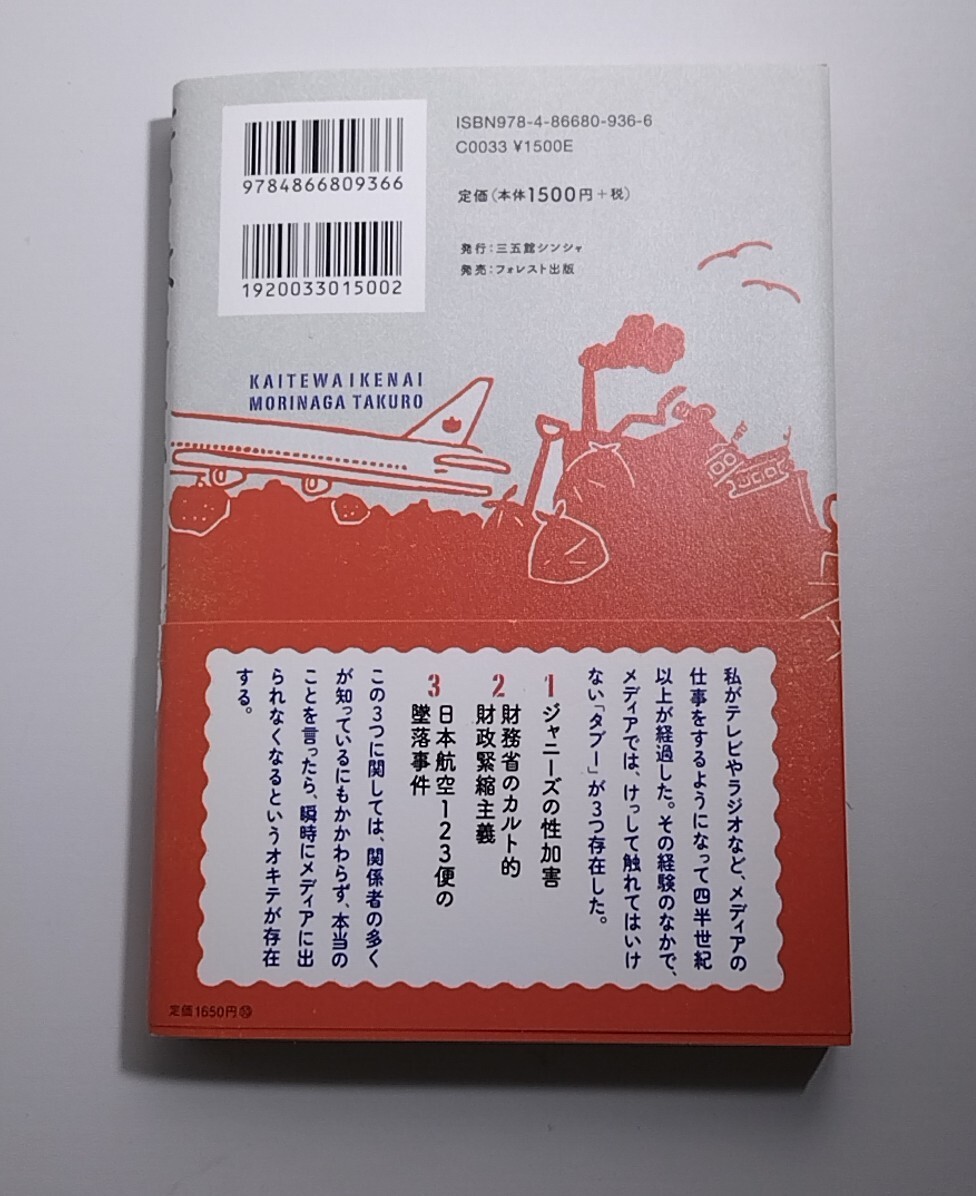 9784866809366
1920033015002
ISBN978-4-86680-936-6
C0033 ¥1500E
定価（本体1500円＋税）
発行：三五館シンシャ
発売：フォレスト出版
KAITEWAIKENAI
MORINAGA TAKURO
私がテレビやラジオなど、メディアの
仕事をするようになって四半世紀
以上が経過した。その経験のなかで、
メディアでは、けっして触れてはいけ
ない「タブー」が3つ存在した。
1 ジャニーズの性加害
2 財務省のカルト的
財政緊縮主義
3 日本航空123便の
墜落事件
この3つに関しては、関係者の多く
が知っているにもかかわらず、本当の
ことを言ったら、瞬時にメディアに出
られなくなるというオキテが存在
する。
定価1650円⑩